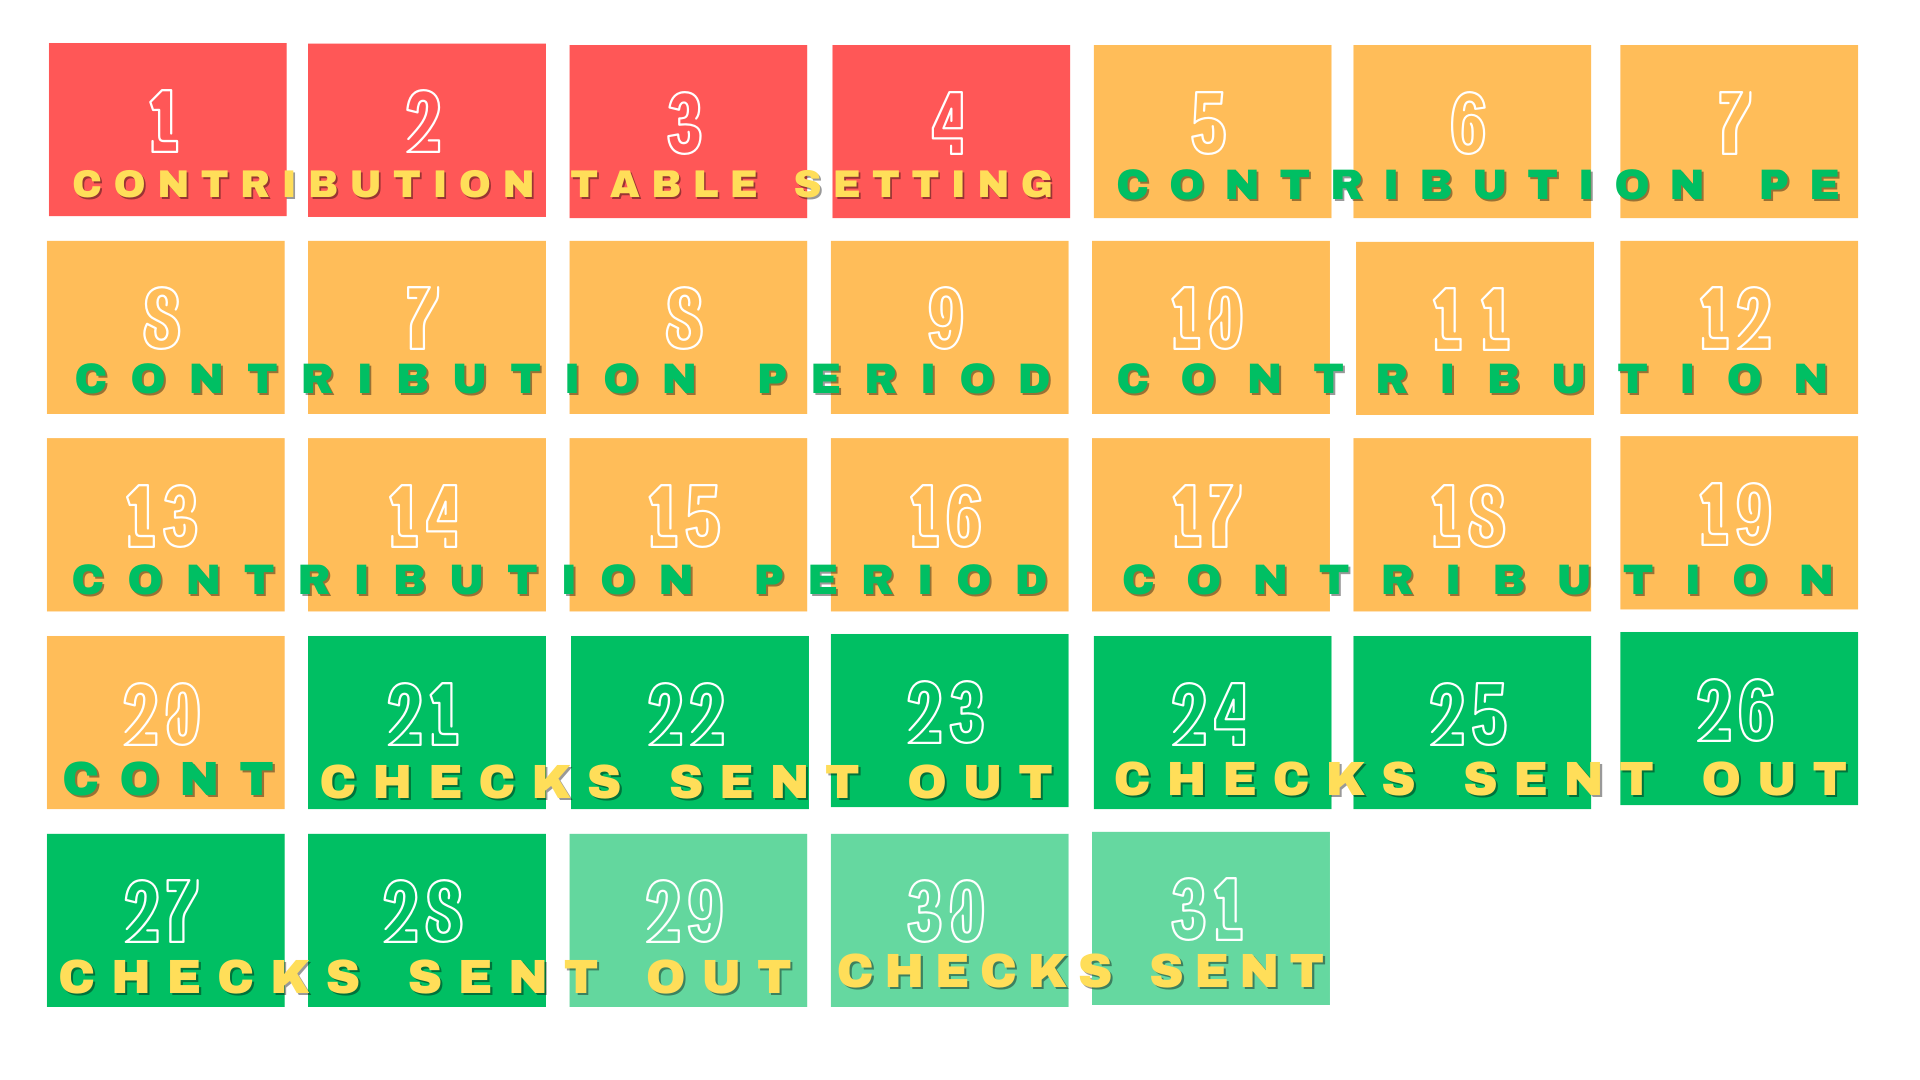 1 2 3 4 5 6 7
CONTRIBUTION TABLE SETTING CONTRIBUTION PE
8 7 8 9 10 11 12
CONTRIBUTION PERIOD CONTRIBUTION
13 14 15 16 17 18 19
CONTRIBUTION PERIOD CONTRIBUTION
20 21 22 23 24 25 26
CONT CHECKS SENT OUT CHECKS SENT OUT
27 28 29 30 31
CHECKS SENT OUT CHECKS SENT